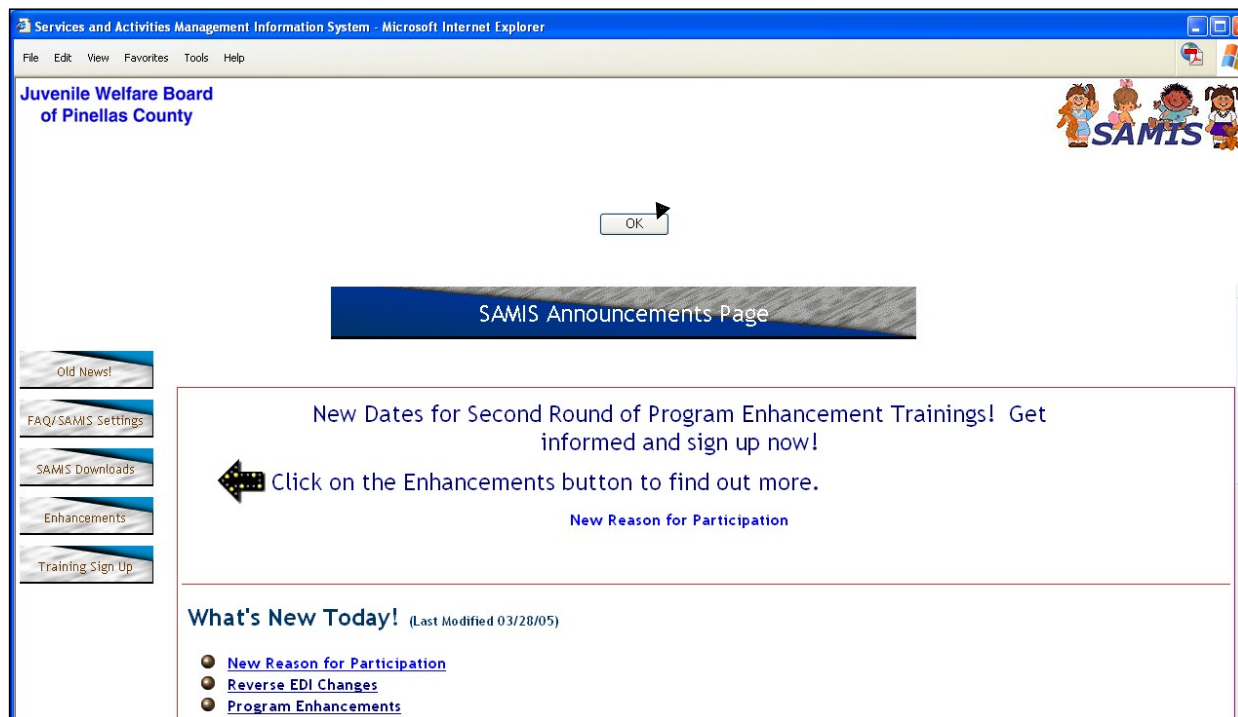 Services and Activities Management Information System - Microsoft Internet Explorer
File Edit View Favorites Tools Help
Juvenile Welfare Board
of Pinellas County
SAMIS
OK
SAMIS Announcements Page
Old News!
FAQ/SAMIS Settings
SAMIS Downloads
Enhancements
Training Sign Up
New Dates for Second Round of Program Enhancement Trainings! Get
informed and sign up now!
Click on the Enhancements button to find out more.
New Reason for Participation
What's New Today! (Last Modified 03/28/05)
New Reason for Participation
Reverse EDI Changes
Program Enhancements